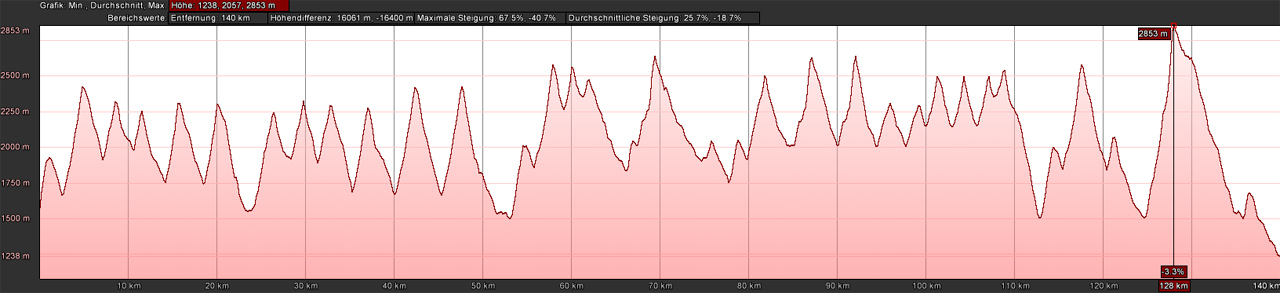 Grafik: Min., Durchschnitt, Max Höhe: 1238, 2057, 2853 m
Bereichswerte: Entfernung: 140 km Höhendifferenz: 16061 m, -16400 m Maximale Steigung: 67.5%, -40.7% Durchschnittliche Steigung: 25.7%, -18.7%
2853 m
2853 m
2500 m
2250 m
2000 m
1750 m
1500 m
1238 m
-3.3%
10 km 20 km 30 km 40 km 50 km 60 km 70 km 80 km 90 km 100 km 110 km 120 km 128 km 140 km